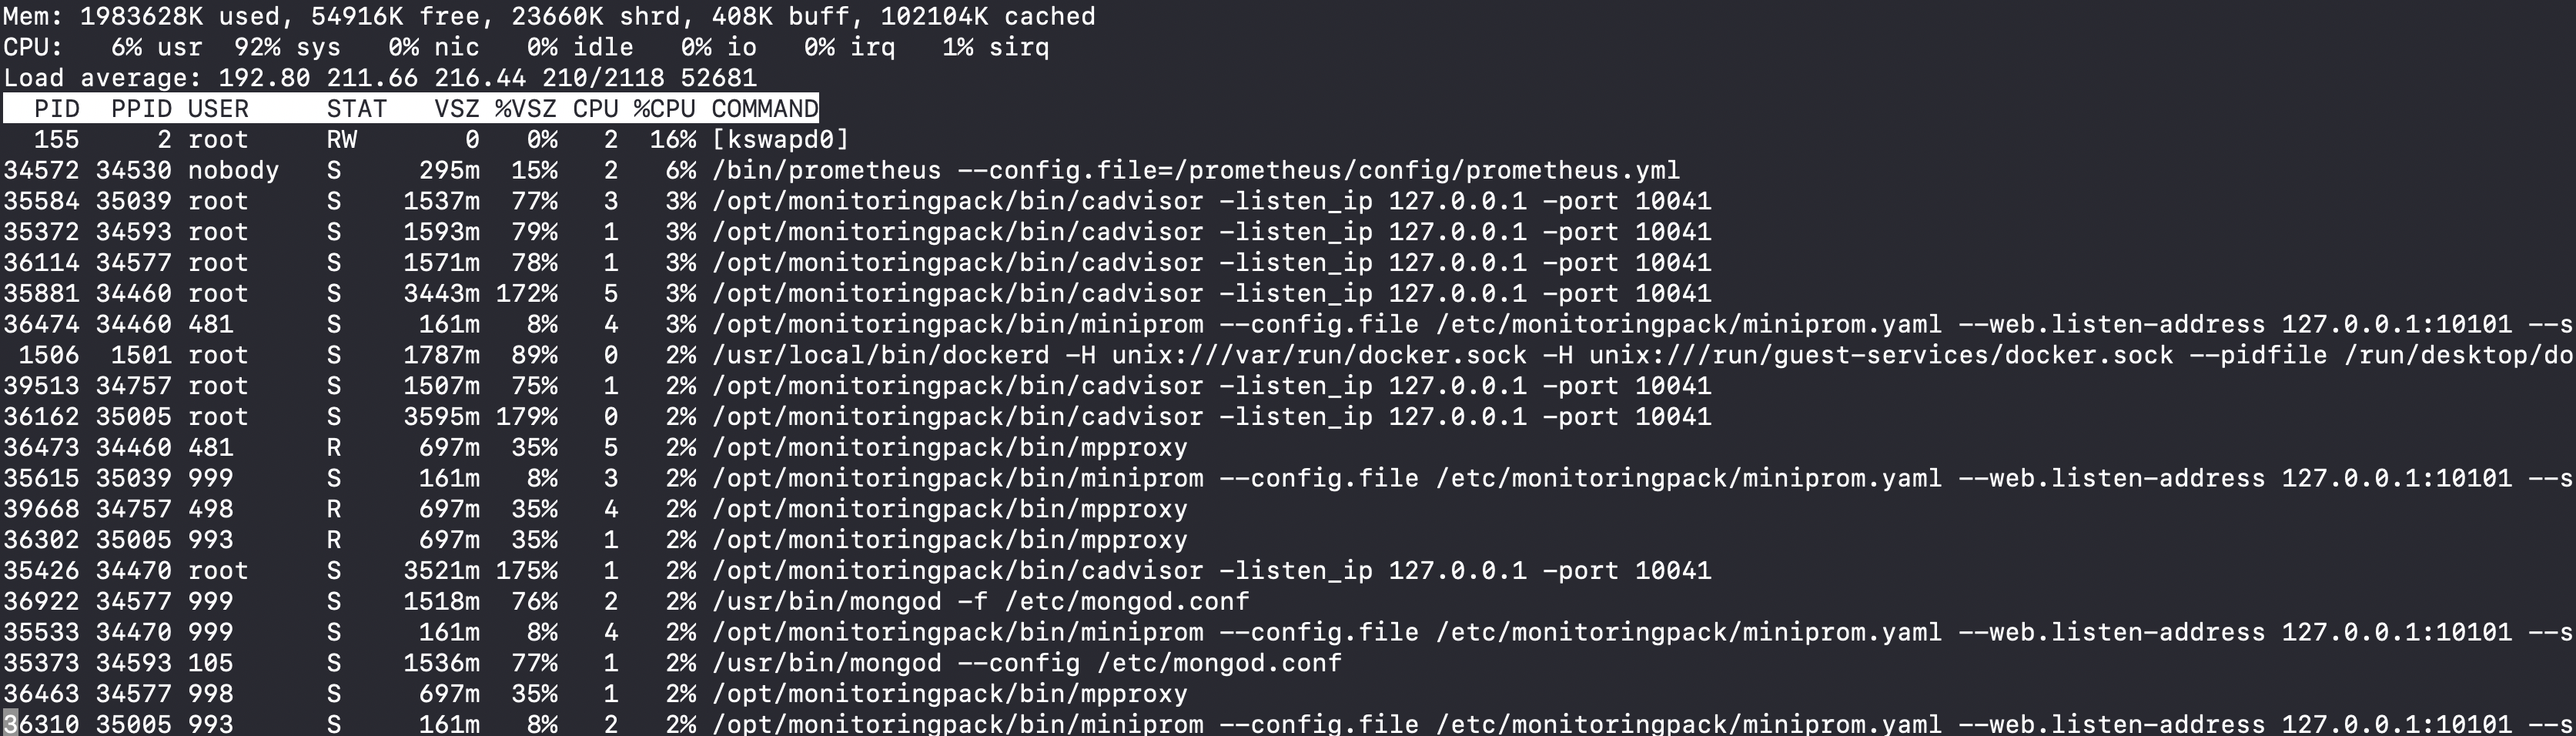 Mem: 1983628K used, 54916K free, 23660K shrd, 408K buff, 102104K cached
CPU:   6% usr  92% sys   0% nic   0% idle   0% io   0% irq   1% sirq
Load average: 192.80 211.66 216.44 210/2118 52681
  PID  PPID USER     STAT   VSZ %VSZ CPU %CPU COMMAND
  155     2 root     RW       0   0%   2  16% [kswapd0]
34572 34530 nobody   S     295m  15%   2   6% /bin/prometheus --config.file=/prometheus/config/prometheus.yml
35584 35039 root     S    1537m  77%   3   3% /opt/monitoringpack/bin/cadvisor -listen_ip 127.0.0.1 -port 10041
35372 34593 root     S    1593m  79%   1   3% /opt/monitoringpack/bin/cadvisor -listen_ip 127.0.0.1 -port 10041
36114 34577 root     S    1571m  78%   1   3% /opt/monitoringpack/bin/cadvisor -listen_ip 127.0.0.1 -port 10041
35881 34460 root     S    3443m 172%   5   3% /opt/monitoringpack/bin/cadvisor -listen_ip 127.0.0.1 -port 10041
36474 34460 481      S     161m   8%   4   3% /opt/monitoringpack/bin/miniprom --config.file /etc/monitoringpack/miniprom.yaml --web.listen-address 127.0.0.1:10101 --s
 1506  1501 root     S    1787m  89%   0   2% /usr/local/bin/dockerd -H unix:///var/run/docker.sock -H unix:///run/guest-services/docker.sock --pidfile /run/desktop/do
39513 34757 root     S    1507m  75%   1   2% /opt/monitoringpack/bin/cadvisor -listen_ip 127.0.0.1 -port 10041
36162 35005 root     S    3595m 179%   0   2% /opt/monitoringpack/bin/cadvisor -listen_ip 127.0.0.1 -port 10041
36473 34460 481      R     697m  35%   5   2% /opt/monitoringpack/bin/mpproxy
35615 35039 999      S     161m   8%   3   2% /opt/monitoringpack/bin/miniprom --config.file /etc/monitoringpack/miniprom.yaml --web.listen-address 127.0.0.1:10101 --s
39668 34757 498      R     697m  35%   4   2% /opt/monitoringpack/bin/mpproxy
36302 35005 993      R     697m  35%   1   2% /opt/monitoringpack/bin/mpproxy
35426 34470 root     S    3521m 175%   1   2% /opt/monitoringpack/bin/cadvisor -listen_ip 127.0.0.1 -port 10041
36922 34577 999      S    1518m  76%   2   2% /usr/bin/mongod -f /etc/mongod.conf
35533 34470 999      S     161m   8%   4   2% /opt/monitoringpack/bin/miniprom --config.file /etc/monitoringpack/miniprom.yaml --web.listen-address 127.0.0.1:10101 --s
35373 34593 105      S    1536m  77%   1   2% /usr/bin/mongod --config /etc/mongod.conf
36463 34577 998      S     697m  35%   1   2% /opt/monitoringpack/bin/mpproxy
36310 35005 993      S     161m   8%   2   2% /opt/monitoringpack/bin/miniprom --config.file /etc/monitoringpack/miniprom.yaml --web.listen-address 127.0.0.1:10101 --s